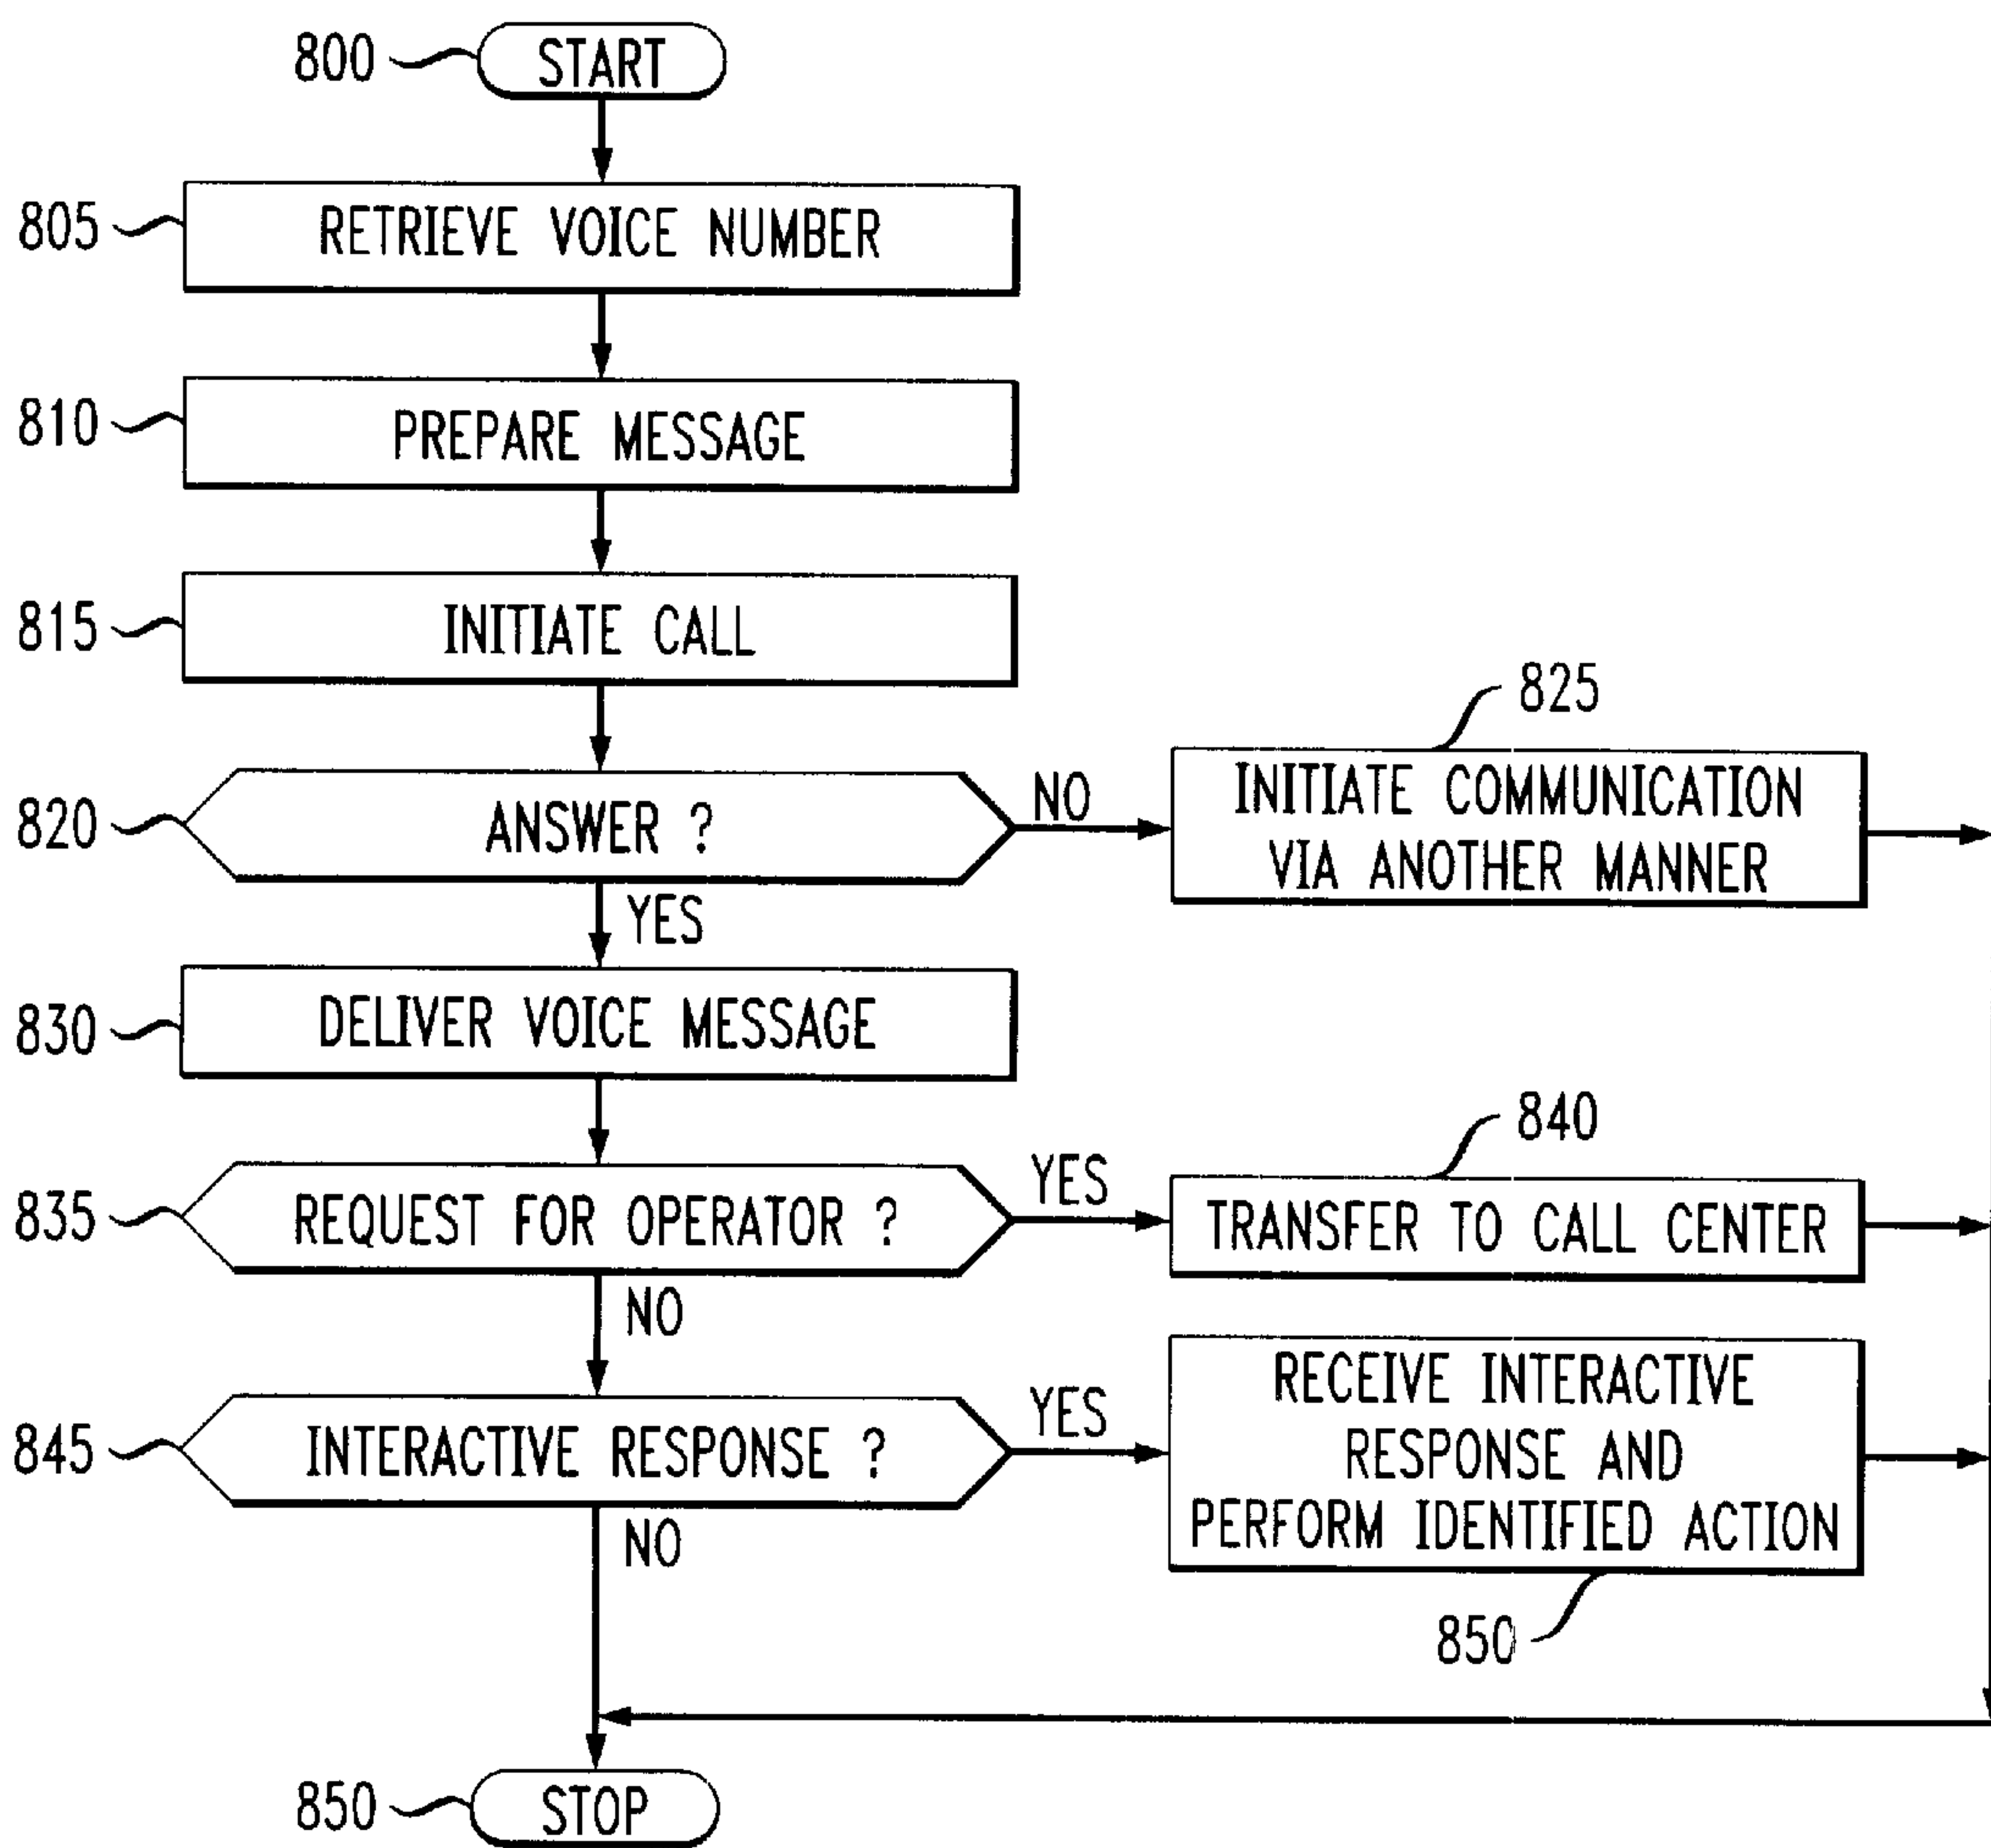 800 START
805 RETRIEVE VOICE NUMBER
810 PREPARE MESSAGE
815 INITIATE CALL
820 ANSWER ?
NO
825
INITIATE COMMUNICATION
VIA ANOTHER MANNER
YES
830 DELIVER VOICE MESSAGE
835 REQUEST FOR OPERATOR ?
YES
840
TRANSFER TO CALL CENTER
NO
845 INTERACTIVE RESPONSE ?
YES
RECEIVE INTERACTIVE
RESPONSE AND
PERFORM IDENTIFIED ACTION
850
NO
850 STOP